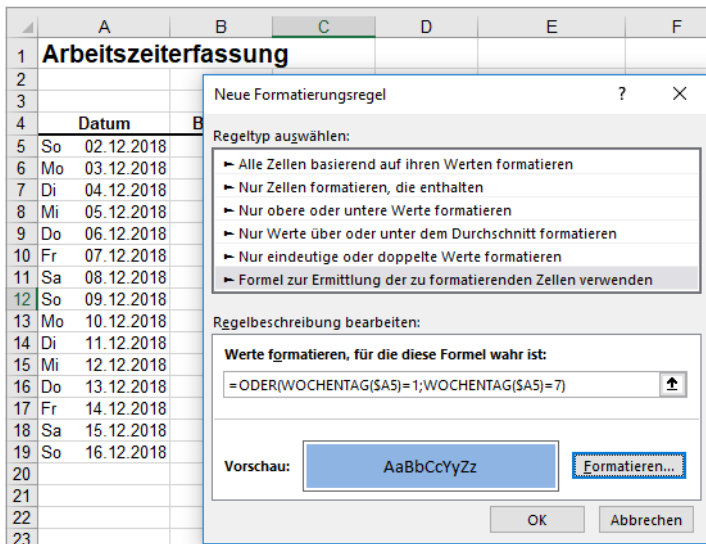 A B C D E F
1 Arbeitszeiterfassung
2
3
4 Datum B
5 So 02.12.2018
6 Mo 03.12.2018
7 Di 04.12.2018
8 Mi 05.12.2018
9 Do 06.12.2018
10 Fr 07.12.2018
11 Sa 08.12.2018
12 So 09.12.2018
13 Mo 10.12.2018
14 Di 11.12.2018
15 Mi 12.12.2018
16 Do 13.12.2018
17 Fr 14.12.2018
18 Sa 15.12.2018
19 So 16.12.2018
20
21
22
23
Neue Formatierungsregel ? ×
Regeltyp auswählen:
► Alle Zellen basierend auf ihren Werten formatieren
► Nur Zellen formatieren, die enthalten
► Nur obere oder untere Werte formatieren
► Nur Werte über oder unter dem Durchschnitt formatieren
► Nur eindeutige oder doppelte Werte formatieren
► Formel zur Ermittlung der zu formatierenden Zellen verwenden
Regelbeschreibung bearbeiten:
Werte formatieren, für die diese Formel wahr ist:
=ODER(WOCHENTAG($A5)=1;WOCHENTAG($A5)=7)
Vorschau: AaBbCcYyZz Formatieren...
OK Abbrechen